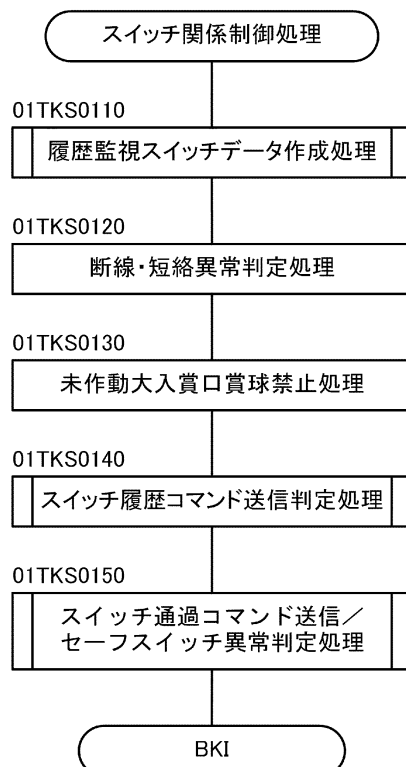 スイッチ関係制御処理
01TKS0110
履歴監視スイッチデータ作成処理
01TKS0120
断線・短絡異常判定処理
01TKS0130
未作動大入賞口賞球禁止処理
01TKS0140
スイッチ履歴コマンド送信判定処理
01TKS0150
スイッチ通過コマンド送信／
セーフスイッチ異常判定処理
BKI